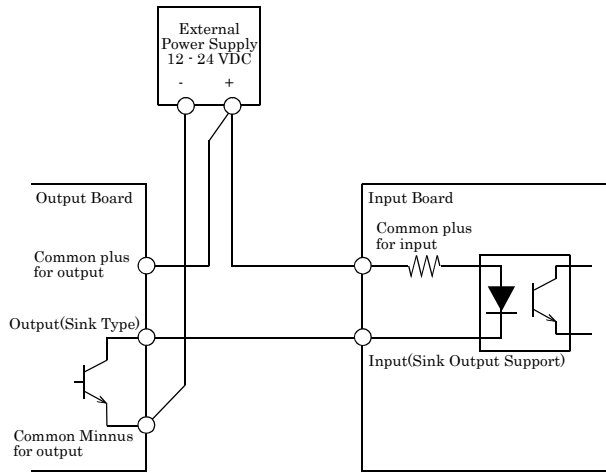 External
Power Supply
12 - 24 VDC
- +
Output Board
Input Board
Common plus
for input
Common plus
for output
Output(Sink Type)
Input(Sink Output Support)
Common Minnus
for output